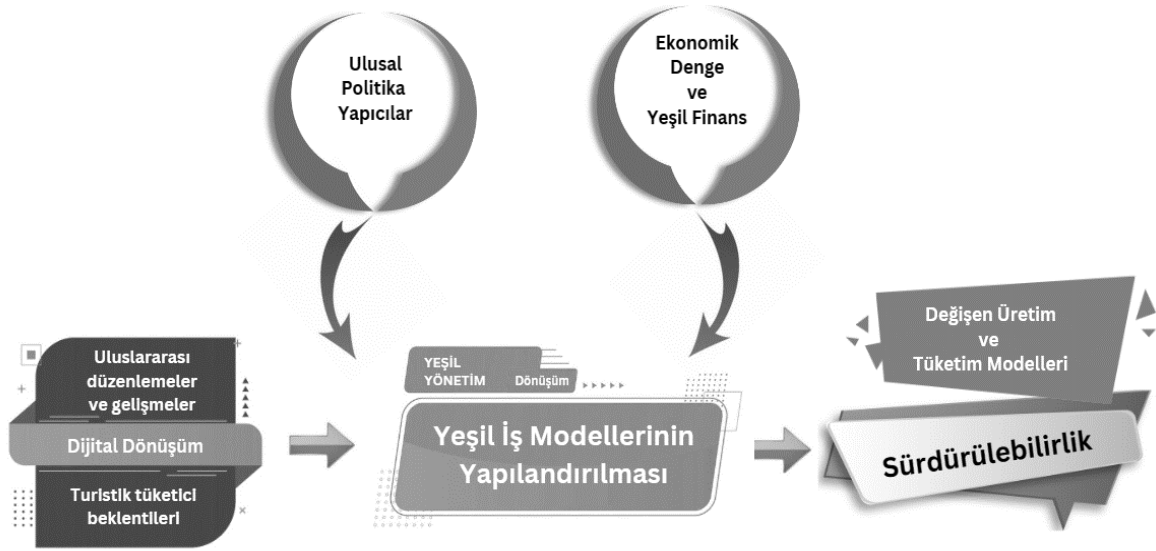 Ulusal
Politika
Yapıcılar
Ekonomik
Denge
ve
Yeşil Finans
Uluslararası
düzenlemeler
ve gelişmeler
Dijital Dönüşüm
Turistik tüketici
beklentileri
YEŞİL
YÖNETİM Dönüşüm
Yeşil İş Modellerinin
Yapılandırılması
Değişen Üretim
ve
Tüketim Modelleri
Sürdürülebilirlik